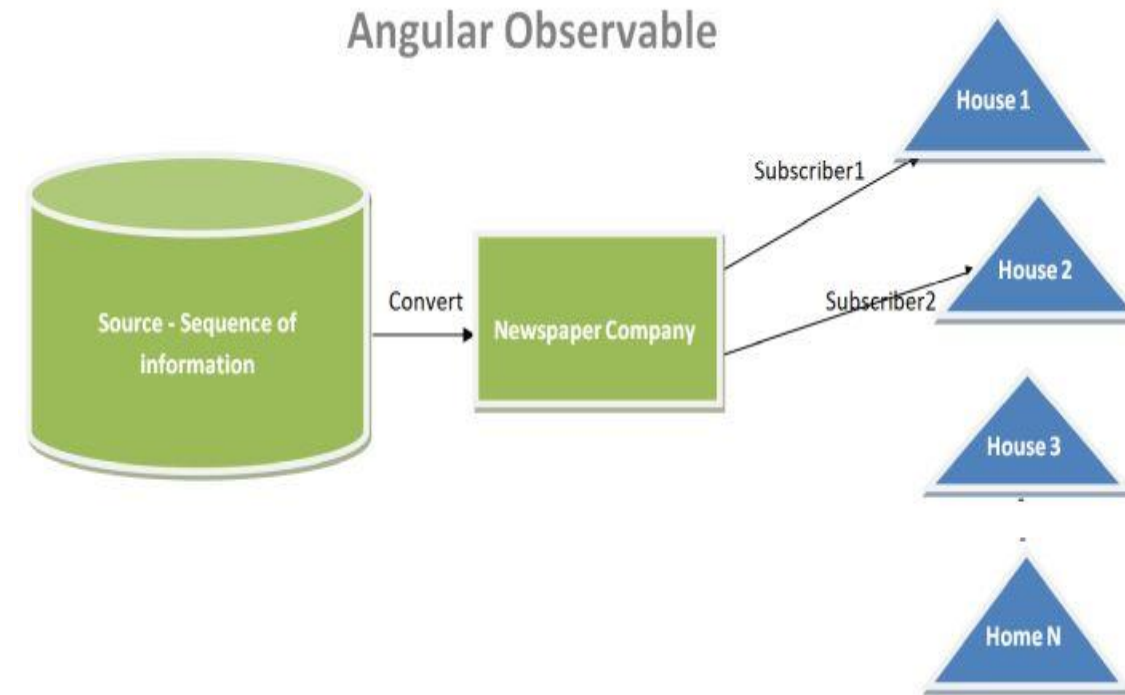 Angular Observable
House 1
Subscriber1
House 2
Convert
Subscriber2
Source - Sequence of
information
Newspaper Company
House 3
Home N